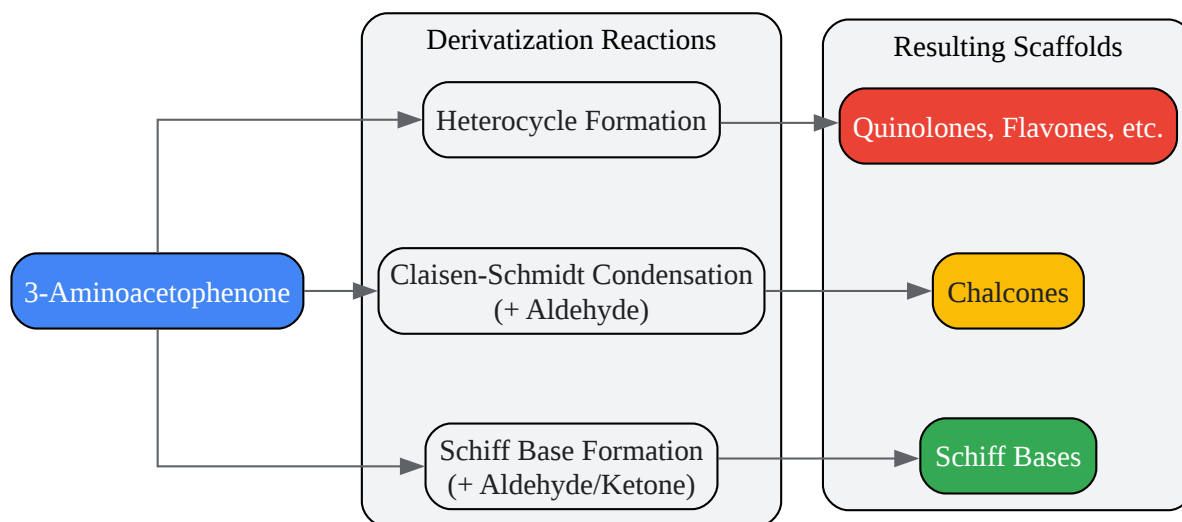 Derivatization Reactions
Resulting Scaffolds
Heterocycle Formation
Quinolones, Flavones, etc.
3-Aminoacetophenone
Claisen-Schmidt Condensation
(+ Aldehyde)
Chalcones
Schiff Base Formation
(+ Aldehyde/Ketone)
Schiff Bases